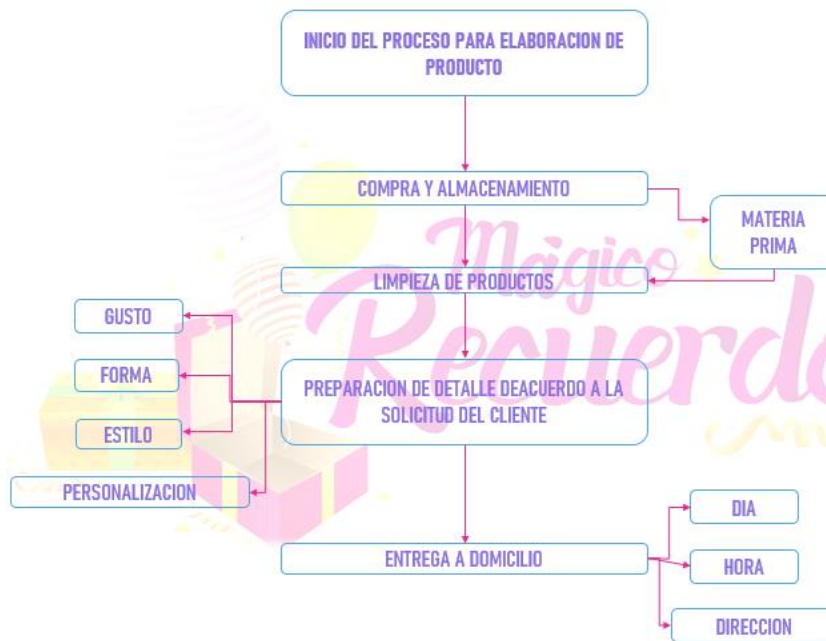 INICIO DEL PROCESO PARA ELABORACION DE
PRODUCTO
COMPRA Y ALMACENAMIENTO
MATERIA
PRIMA
Mágico
Recuerdo
LIMPIEZA DE PRODUCTOS
GUSTO
FORMA
ESTILO
PERSONALIZACION
PREPARACION DE DETALLE DEACUERDO A LA
SOLICITUD DEL CLIENTE
ENTREGA A DOMICILIO
DIA
HORA
DIRECCION